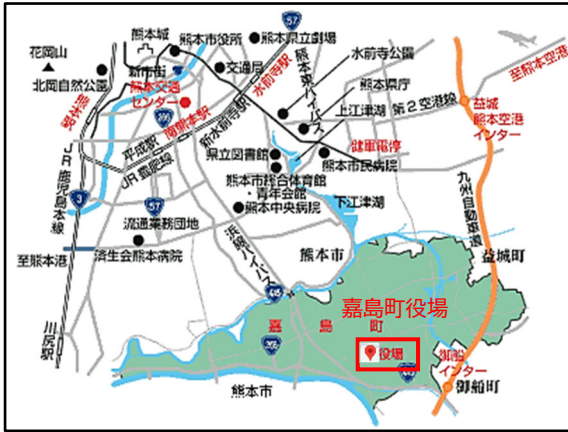 花岡山
熊本城
熊本市役所
57
熊本県立劇場
北岡自然公園
新市街
熊本交通
センター
交通局
水前寺駅
熊本東バイパス
水前寺公園
至熊本空港
熊本県庁
上江津湖
第2空港線
益城
熊本空港
インター
266
南熊本駅
新水前寺駅
健軍電停
平成駅
JR豊肥線
県立図書館
熊本市民病院
JR鹿児島本線
3
57
熊本市総合体育館
・青年会館
下江津湖
九州自動車道
流通業務団地
熊本中央病院
浜線バイパス
熊本市
至熊本港
済生会熊本病院
益城町
川尻駅
嘉島町役場
嘉島町
266
役場
御船
インター
熊本市
御船町